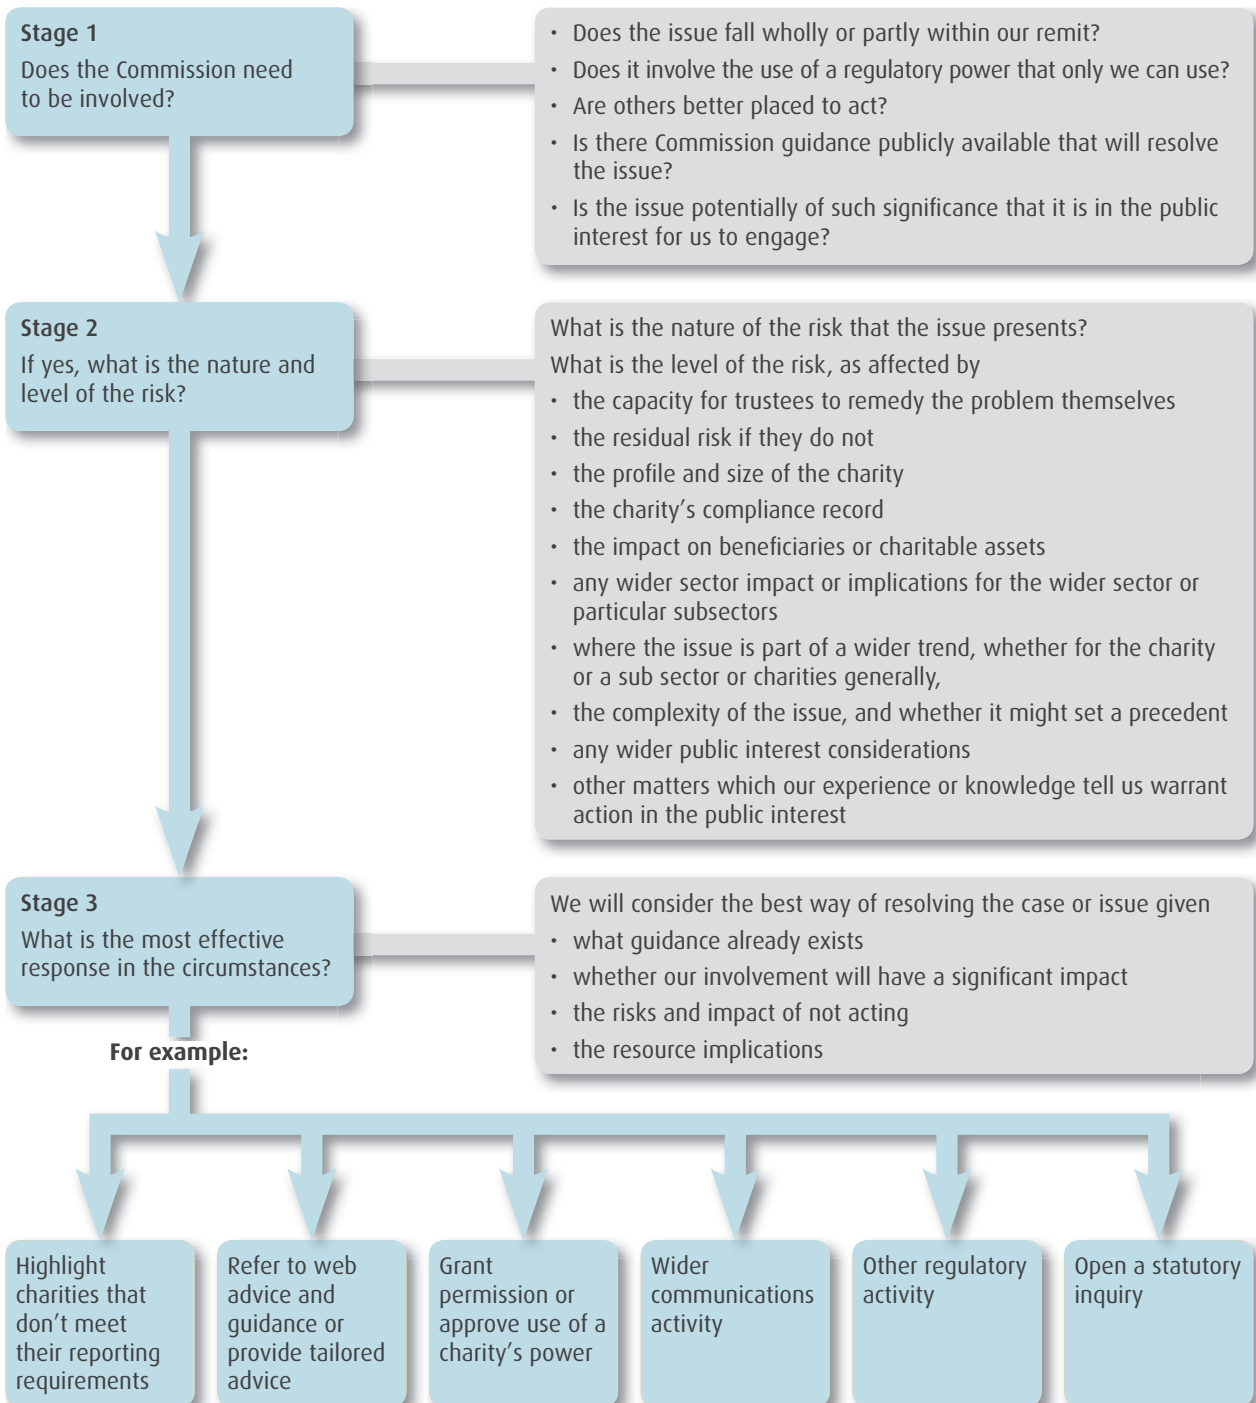 Stage 1
Does the Commission need
to be involved?
• Does the issue fall wholly or partly within our remit?
• Does it involve the use of a regulatory power that only we can use?
• Are others better placed to act?
• Is there Commission guidance publicly available that will resolve
the issue?
• Is the issue potentially of such significance that it is in the public
interest for us to engage?
Stage 2
If yes, what is the nature and
level of the risk?
What is the nature of the risk that the issue presents?
What is the level of the risk, as affected by
• the capacity for trustees to remedy the problem themselves
• the residual risk if they do not
• the profile and size of the charity
• the charity’s compliance record
• the impact on beneficiaries or charitable assets
• any wider sector impact or implications for the wider sector or
particular subsectors
• where the issue is part of a wider trend, whether for the charity
or a sub sector or charities generally,
• the complexity of the issue, and whether it might set a precedent
• any wider public interest considerations
• other matters which our experience or knowledge tell us warrant
action in the public interest
Stage 3
What is the most effective
response in the circumstances?
We will consider the best way of resolving the case or issue given
• what guidance already exists
• whether our involvement will have a significant impact
• the risks and impact of not acting
• the resource implications
For example:
Highlight
charities that
don’t meet
their reporting
requirements
Refer to web
advice and
guidance or
provide tailored
advice
Grant
permission or
approve use of a
charity’s power
Wider
communications
activity
Other regulatory
activity
Open a statutory
inquiry